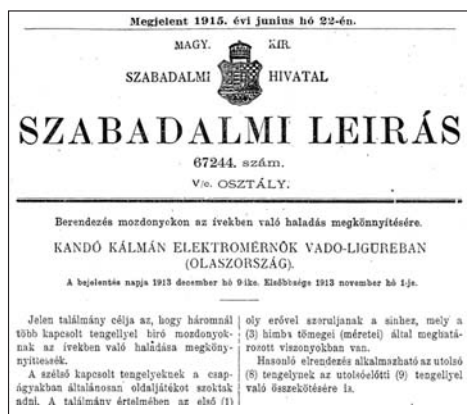 Megjelent 1915. évi junius hó 22-én.
MAGY. KIR.
SZABADALMI HIVATAL
SZABADALMI LEIRÁS
67244. szám.
V/e. OSZTÁLY.
Berendezés mozdonyokon az ívekben való haladás megkönnyítésére.
KANDÓ KÁLMÁN ELEKTROMÉRNÖK VADO-LIGUREBAN
(OLASZORSZÁG).
A bejelentés napja 1913 december hó 9-ike. Elsőbbsége 1913 november hó 1-je.
Jelen találmány célja az, hogy háromnál
több kapcsolt tengellyel biró mozdonyok-
nak az ívekben való haladása megköny-
nyíttessék.
A szélső kapcsolt tengelyeknek a csap-
ágyakban általánosan oldaljátékot szoktak
adni. A találmány értelmében az első (1)
oly erővel szoruljanak a sinhez, mely a
(3) himba tömegei (méretei) által meghatá-
rozott viszonyokban van.
Hasonló elrendezés alkalmazható az utolsó
(8) tengelynek az utolsóelőtti (9) tengellyel
való összekötésére is.